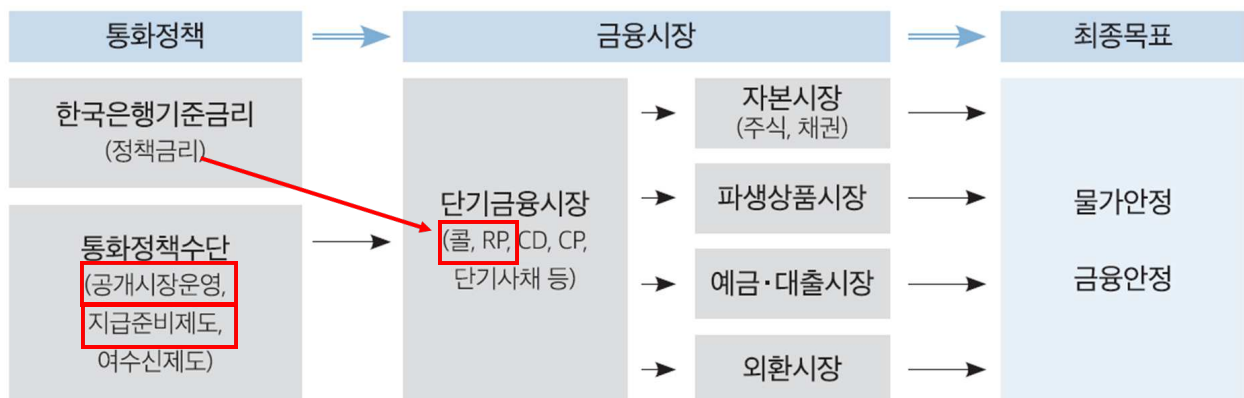 통화정책
금융시장
최종목표
한국은행기준금리
(정책금리)
통화정책수단
(공개시장운영,
지급준비제도,
여수신제도)
단기금융시장
(콜, RP, CD, CP,
단기사채 등)
자본시장
(주식, 채권)
파생상품시장
예금·대출시장
외환시장
물가안정
금융안정